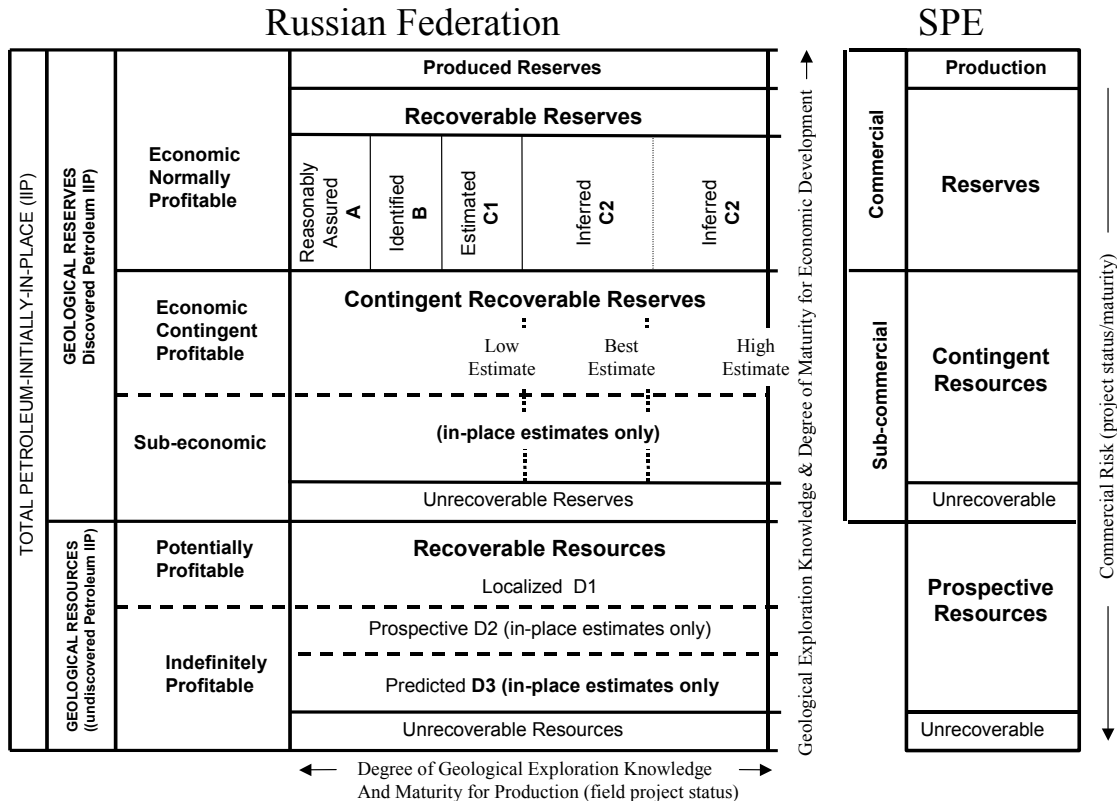 Russian Federation
SPE
TOTAL PETROLEUM-INITIALLY-IN-PLACE (IIP)
GEOLOGICAL RESERVES
Discovered Petroleum IIP)
Economic
Normally
Profitable
Produced Reserves
Recoverable Reserves
Reasonably
Assured
A
Identified
B
Estimated
C1
Inferred
C2
Inferred
C2
Economic
Contingent
Profitable
Contingent Recoverable Reserves
Low
Estimate
Best
Estimate
High
Estimate
Sub-economic
(in-place estimates only)
Unrecoverable Reserves
GEOLOGICAL RESOURCES
((undiscovered Petroleum IIP)
Potentially
Profitable
Recoverable Resources
Localized D1
Indefinitely
Profitable
Prospective D2 (in-place estimates only)
Predicted D3 (in-place estimates only
Unrecoverable Resources
Degree of Geological Exploration Knowledge
And Maturity for Production (field project status)
Geological Exploration Knowledge & Degree of Maturity for Economic Development
Commercial
Sub-commercial
Production
Reserves
Contingent
Resources
Unrecoverable
Prospective
Resources
Unrecoverable
Commercial Risk (project status/maturity)